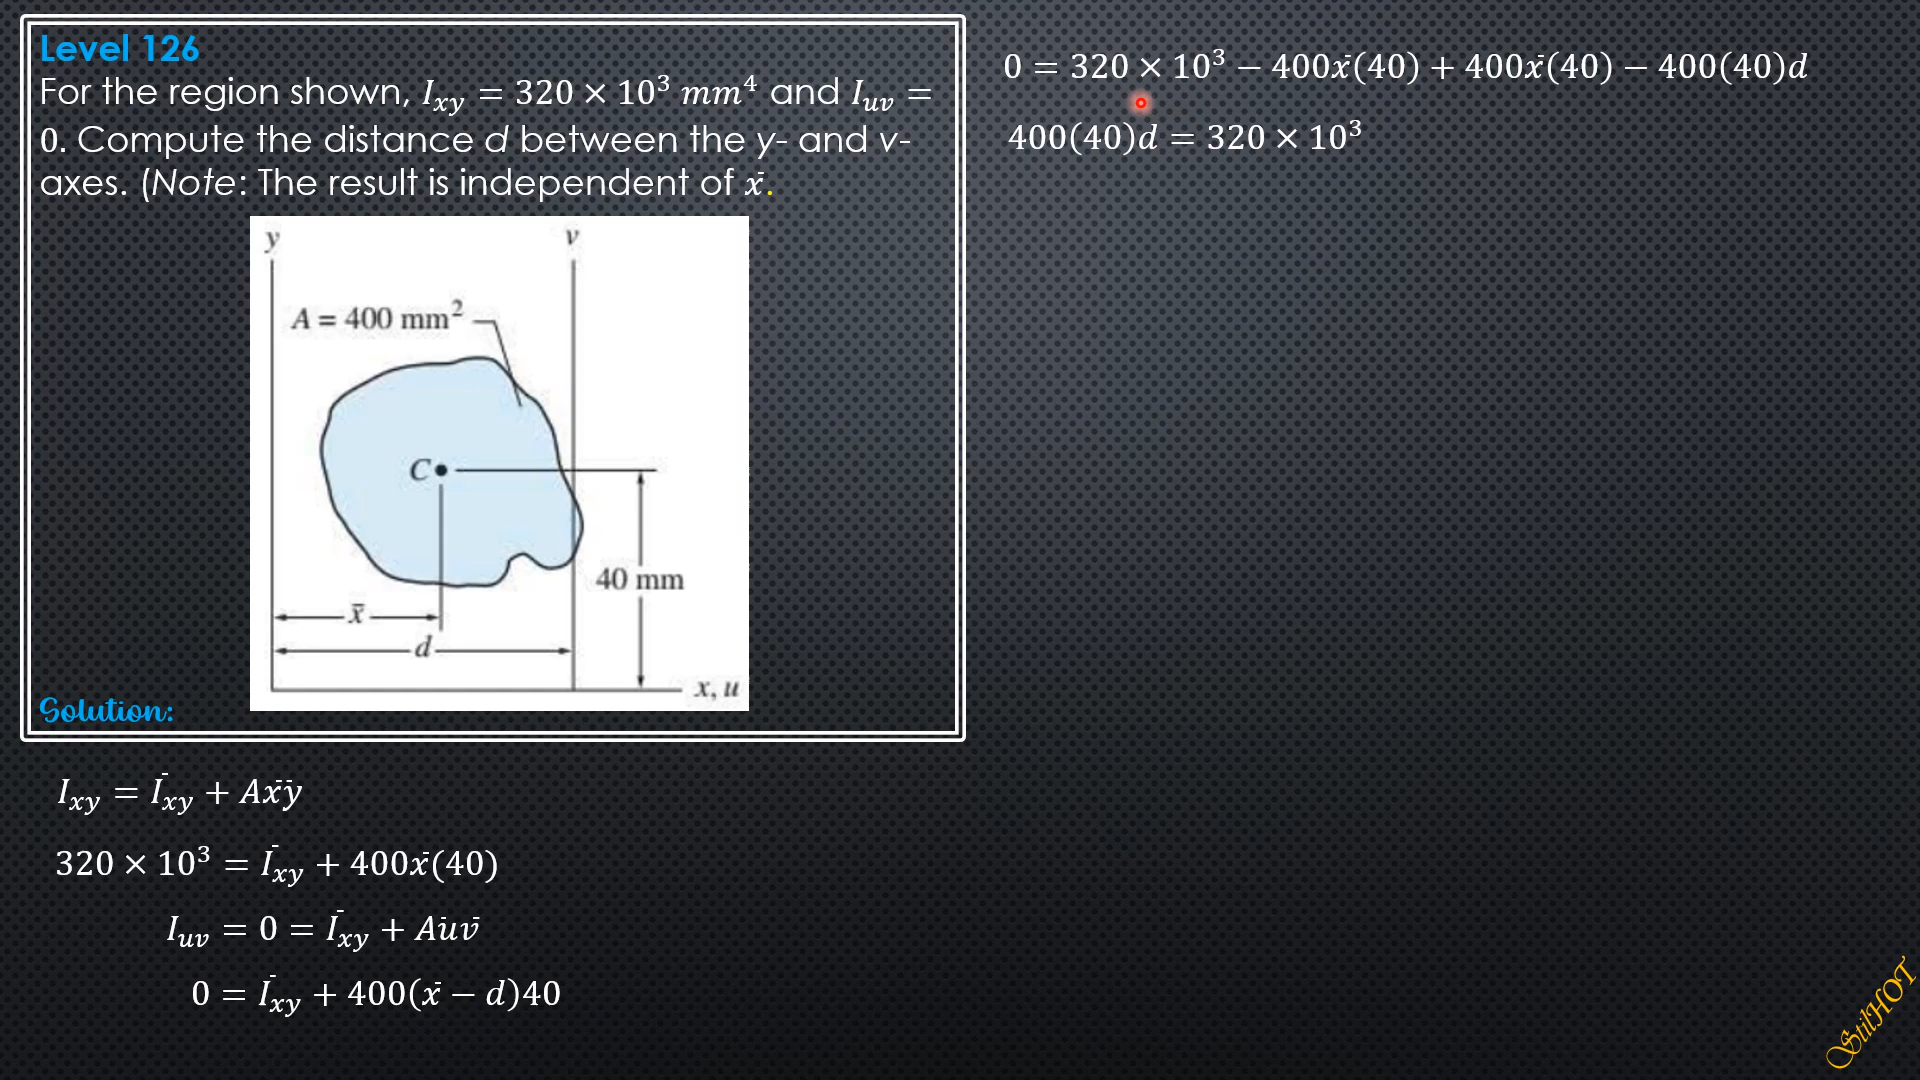 Level 126
For the region shown, I_xy = 320 × 10³ mm⁴ and I_uv =
0. Compute the distance d between the y- and v-
axes. (Note: The result is independent of x̄.
y
v
A = 400 mm²
C
40 mm
x̄
d
x, u
Solution:
I_xy = Ī_xy + Ax̄ȳ
320 × 10³ = Ī_xy + 400x̄(40)
I_uv = 0 = Ī_xy + Aūv̄
0 = Ī_xy + 400(x̄ − d)40
0 = 320 × 10³ − 400x̄(40) + 400x̄(40) − 400(40)d
400(40)d = 320 × 10³
StilHOT